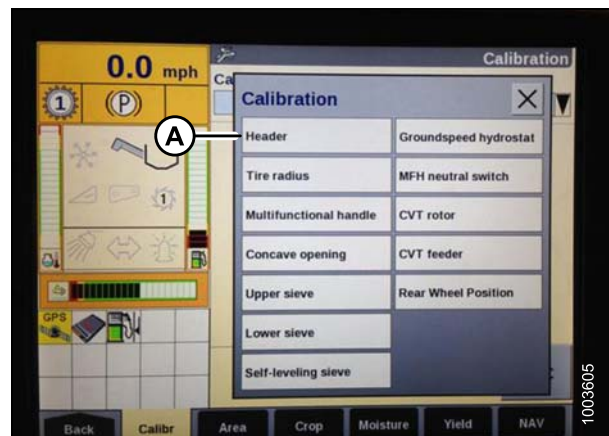 0.0 mph
Calibration
Ca
1
(P)
Calibration
A
Header
Groundspeed hydrostat
Tire radius
MFH neutral switch
Multifunctional handle
CVT rotor
Concave opening
CVT feeder
Upper sieve
Rear Wheel Position
Lower sieve
Self-leveling sieve
1
GPS
Back
Calibr
Area
Crop
Moisture
Yield
NAV
1003605